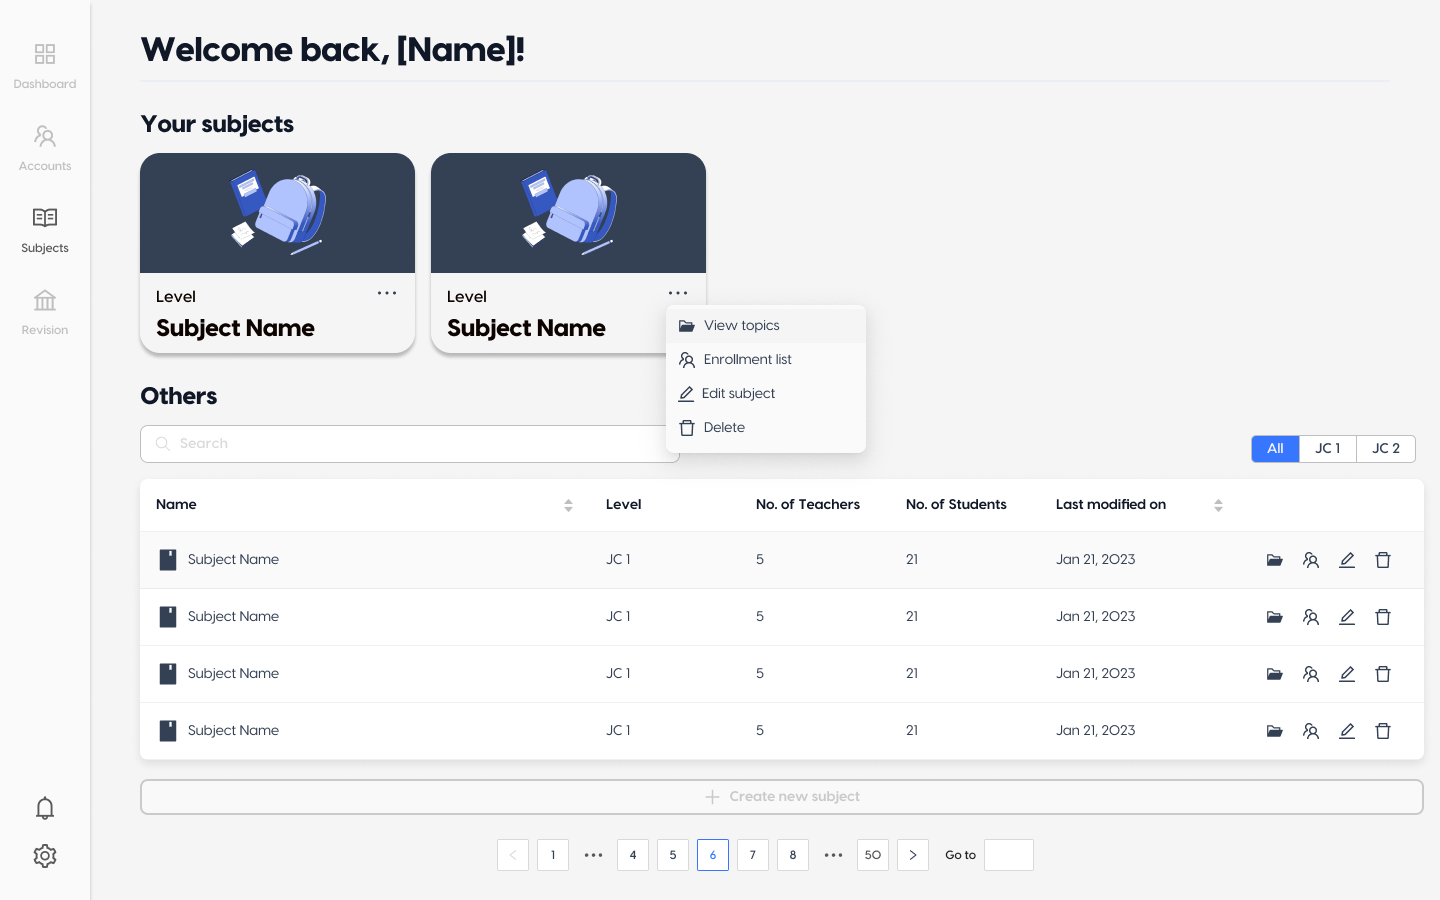 Welcome back, [Name]!
Dashboard
Accounts
Subjects
Revision
Your subjects
Level
Subject Name
Level
Subject Name
View topics
Enrollment list
Edit subject
Delete
Others
Search
All JC 1 JC 2
Name Level No. of Teachers No. of Students Last modified on
Subject Name JC 1 5 21 Jan 21, 2023
Subject Name JC 1 5 21 Jan 21, 2023
Subject Name JC 1 5 21 Jan 21, 2023
Subject Name JC 1 5 21 Jan 21, 2023
Create new subject
< 1 ••• 4 5 6 7 8 ••• 50 > Go to